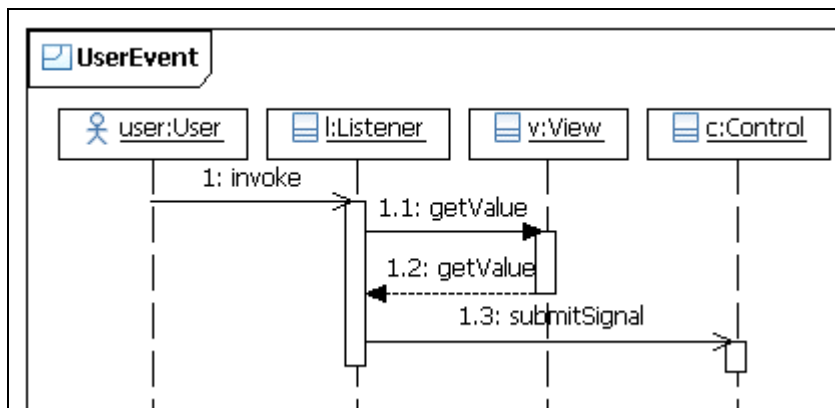 UserEvent
user:User
l:Listener
v:View
c:Control
1: invoke
1.1: getValue
1.2: getValue
1.3: submitSignal